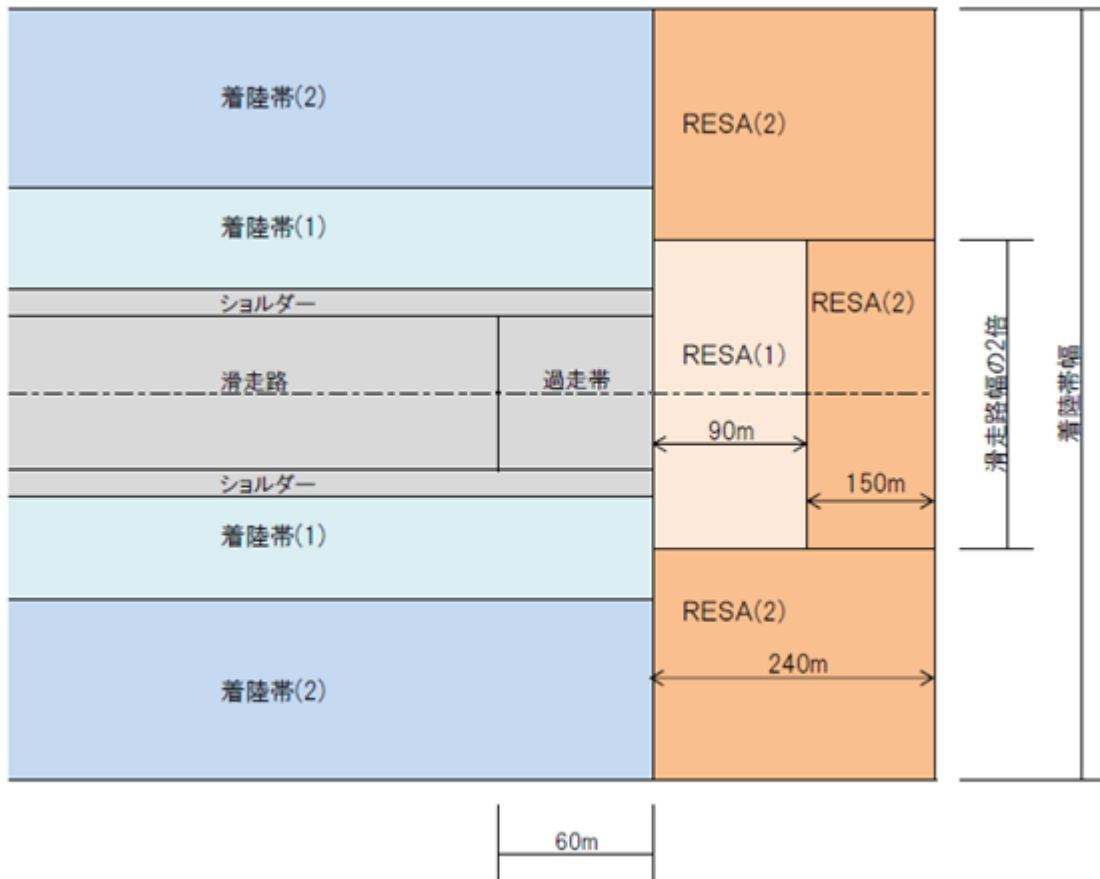 着陸帯(2)
RESA(2)
着陸帯(1)
ショルダー
RESA(2)
RESA(1)
滑走路
過走帯
90m
150m
滑走路幅の2倍
着陸帯幅
ショルダー
着陸帯(1)
RESA(2)
240m
着陸帯(2)
60m